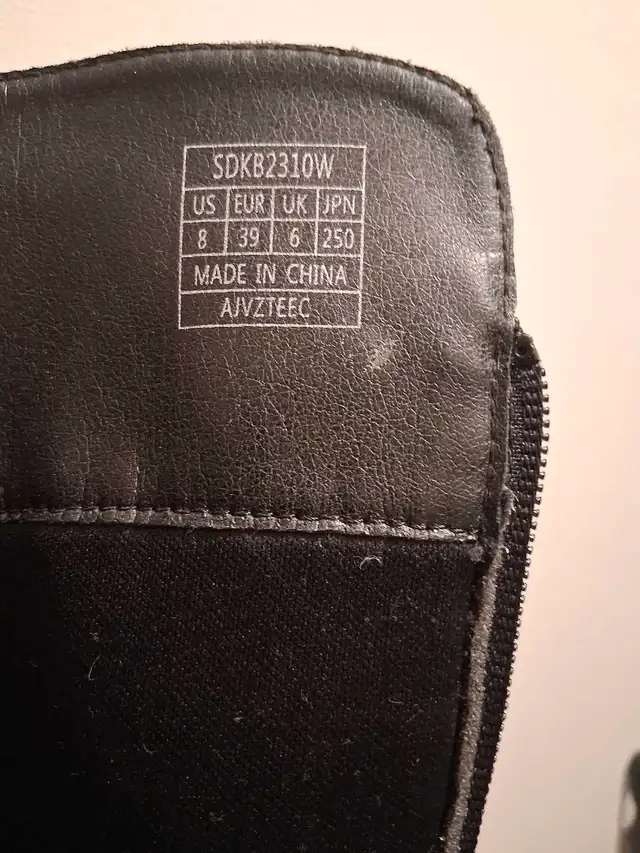 SDKB2310W
US EUR UK JPN
8 39 6 250
MADE IN CHINA
AJVZTEEC